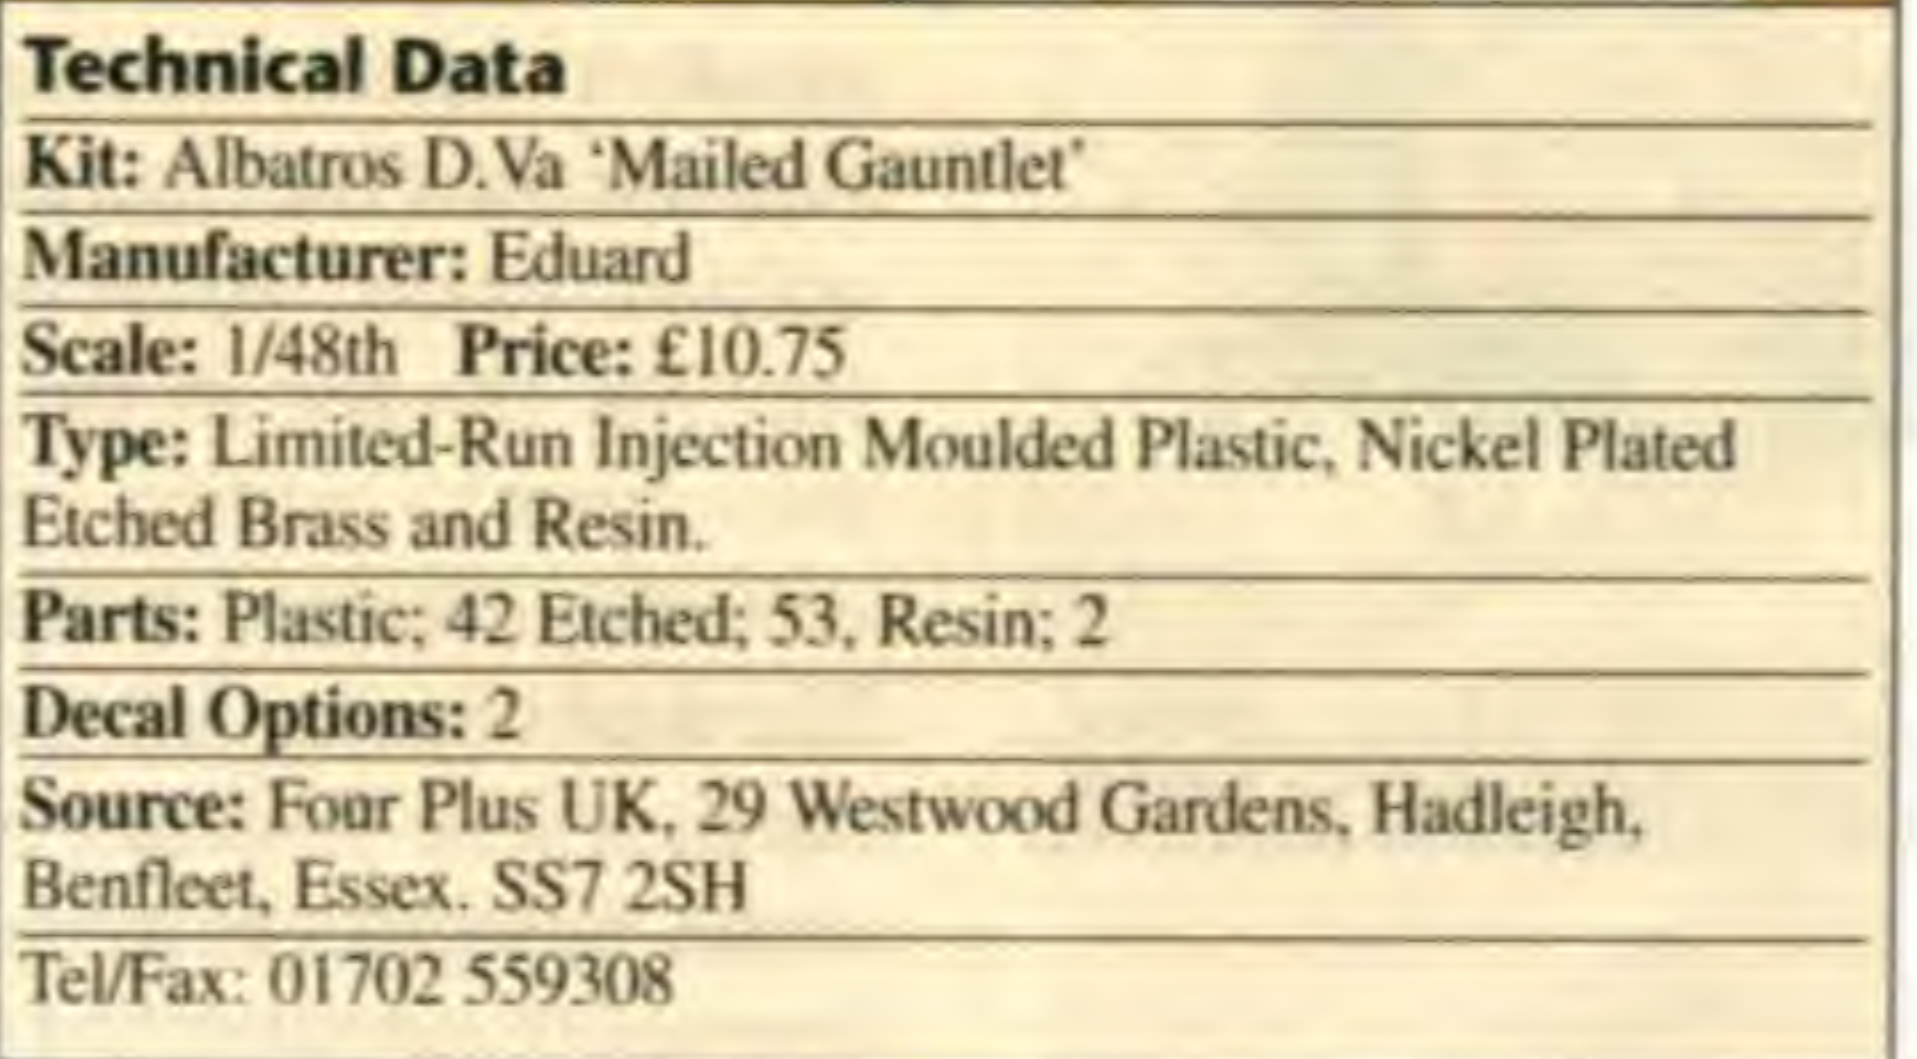 Technical Data
Kit: Albatros D.Va ‘Mailed Gauntlet’
Manufacturer: Eduard
Scale: 1/48th Price: £10.75
Type: Limited-Run Injection Moulded Plastic, Nickel Plated
Etched Brass and Resin.
Parts: Plastic; 42 Etched; 53, Resin; 2
Decal Options: 2
Source: Four Plus UK, 29 Westwood Gardens, Hadleigh,
Benfleet, Essex. SS7 2SH
Tel/Fax: 01702 559308